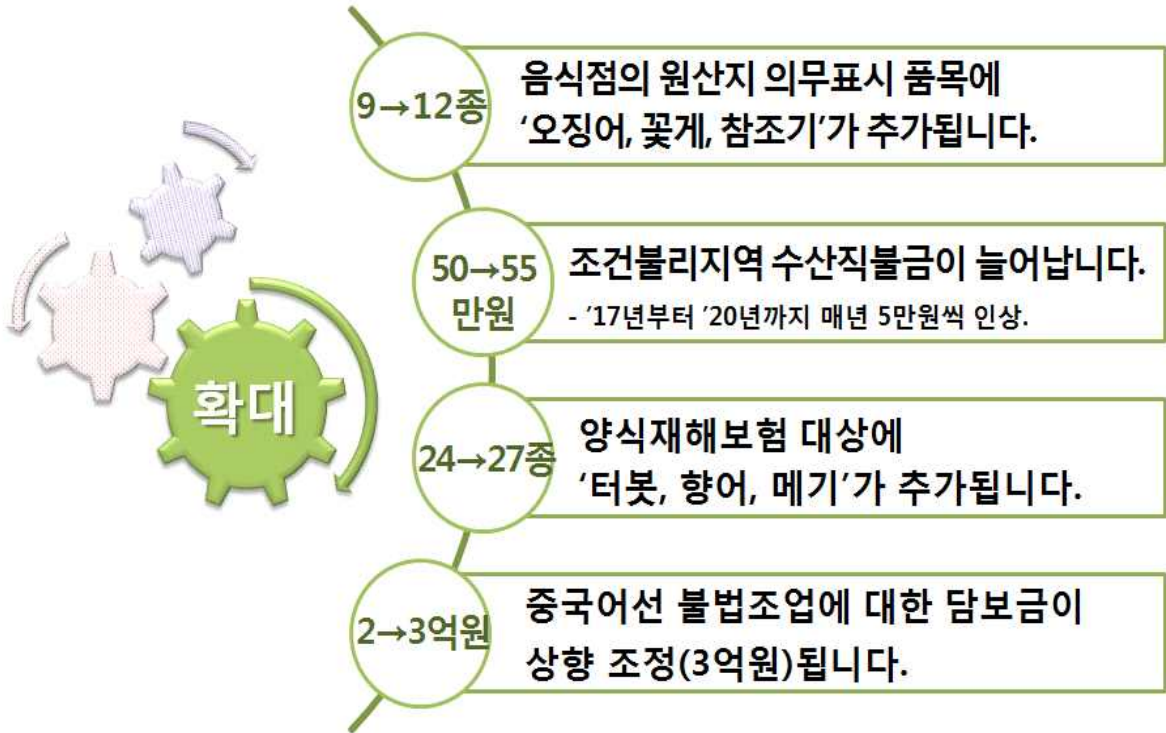 확대
9→12종
음식점의 원산지 의무표시 품목에
‘오징어, 꽃게, 참조기’가 추가됩니다.
50→55
만원
조건불리지역 수산직불금이 늘어납니다.
- ’17년부터 ’20년까지 매년 5만원씩 인상.
24→27종
양식재해보험 대상에
‘터봇, 향어, 메기’가 추가됩니다.
2→3억원
중국어선 불법조업에 대한 담보금이
상향 조정(3억원)됩니다.